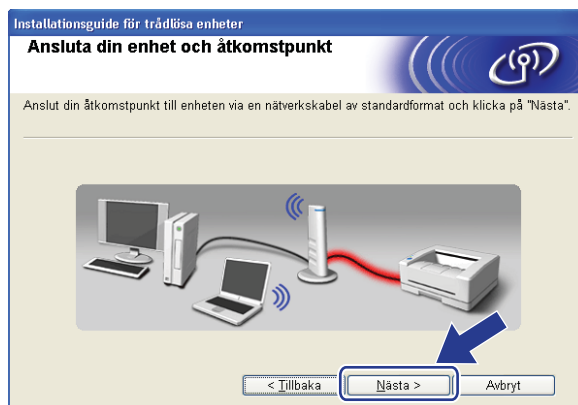 Installationsguide för trådlösa enheter
Ansluta din enhet och åtkomstpunkt
Anslut din åtkomstpunkt till enheten via en nätverkskabel av standardformat och klicka på "Nästa".
< Tillbaka
Nästa >
Avbryt